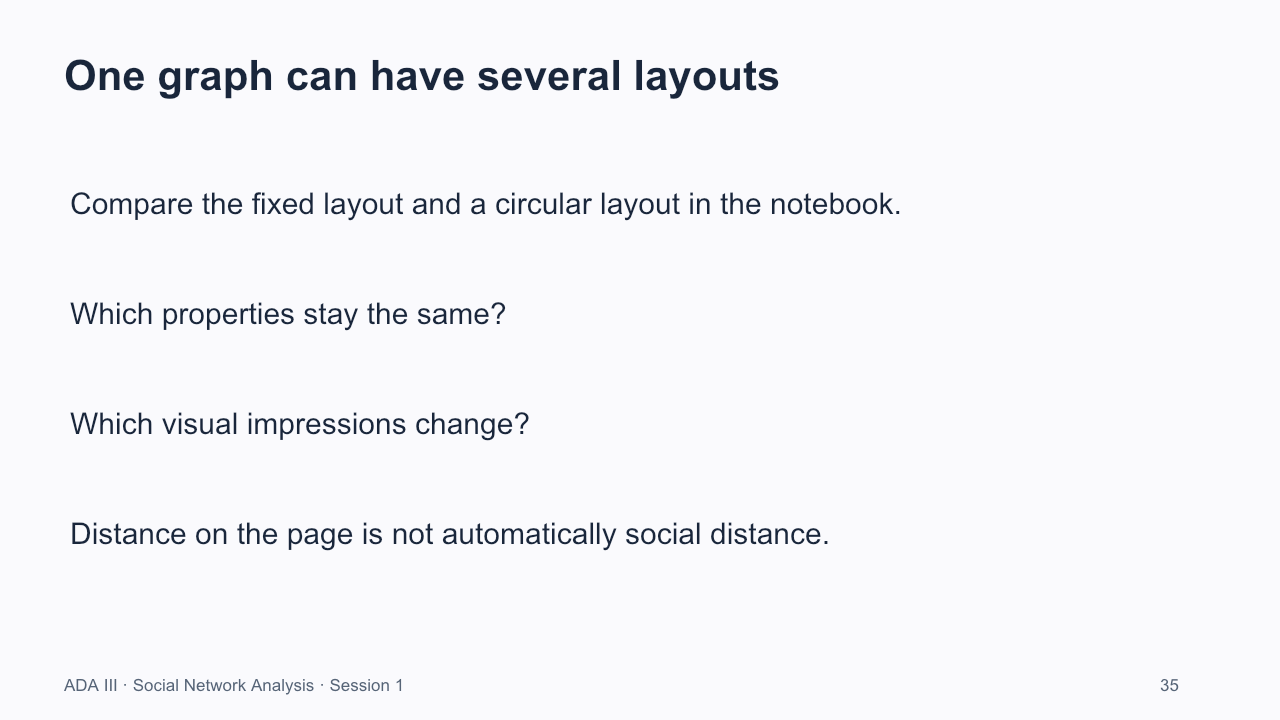 One graph can have several layouts
Compare the fixed layout and a circular layout in the notebook.
Which properties stay the same?
Which visual impressions change?
Distance on the page is not automatically social distance.
ADA III · Social Network Analysis · Session 1
35